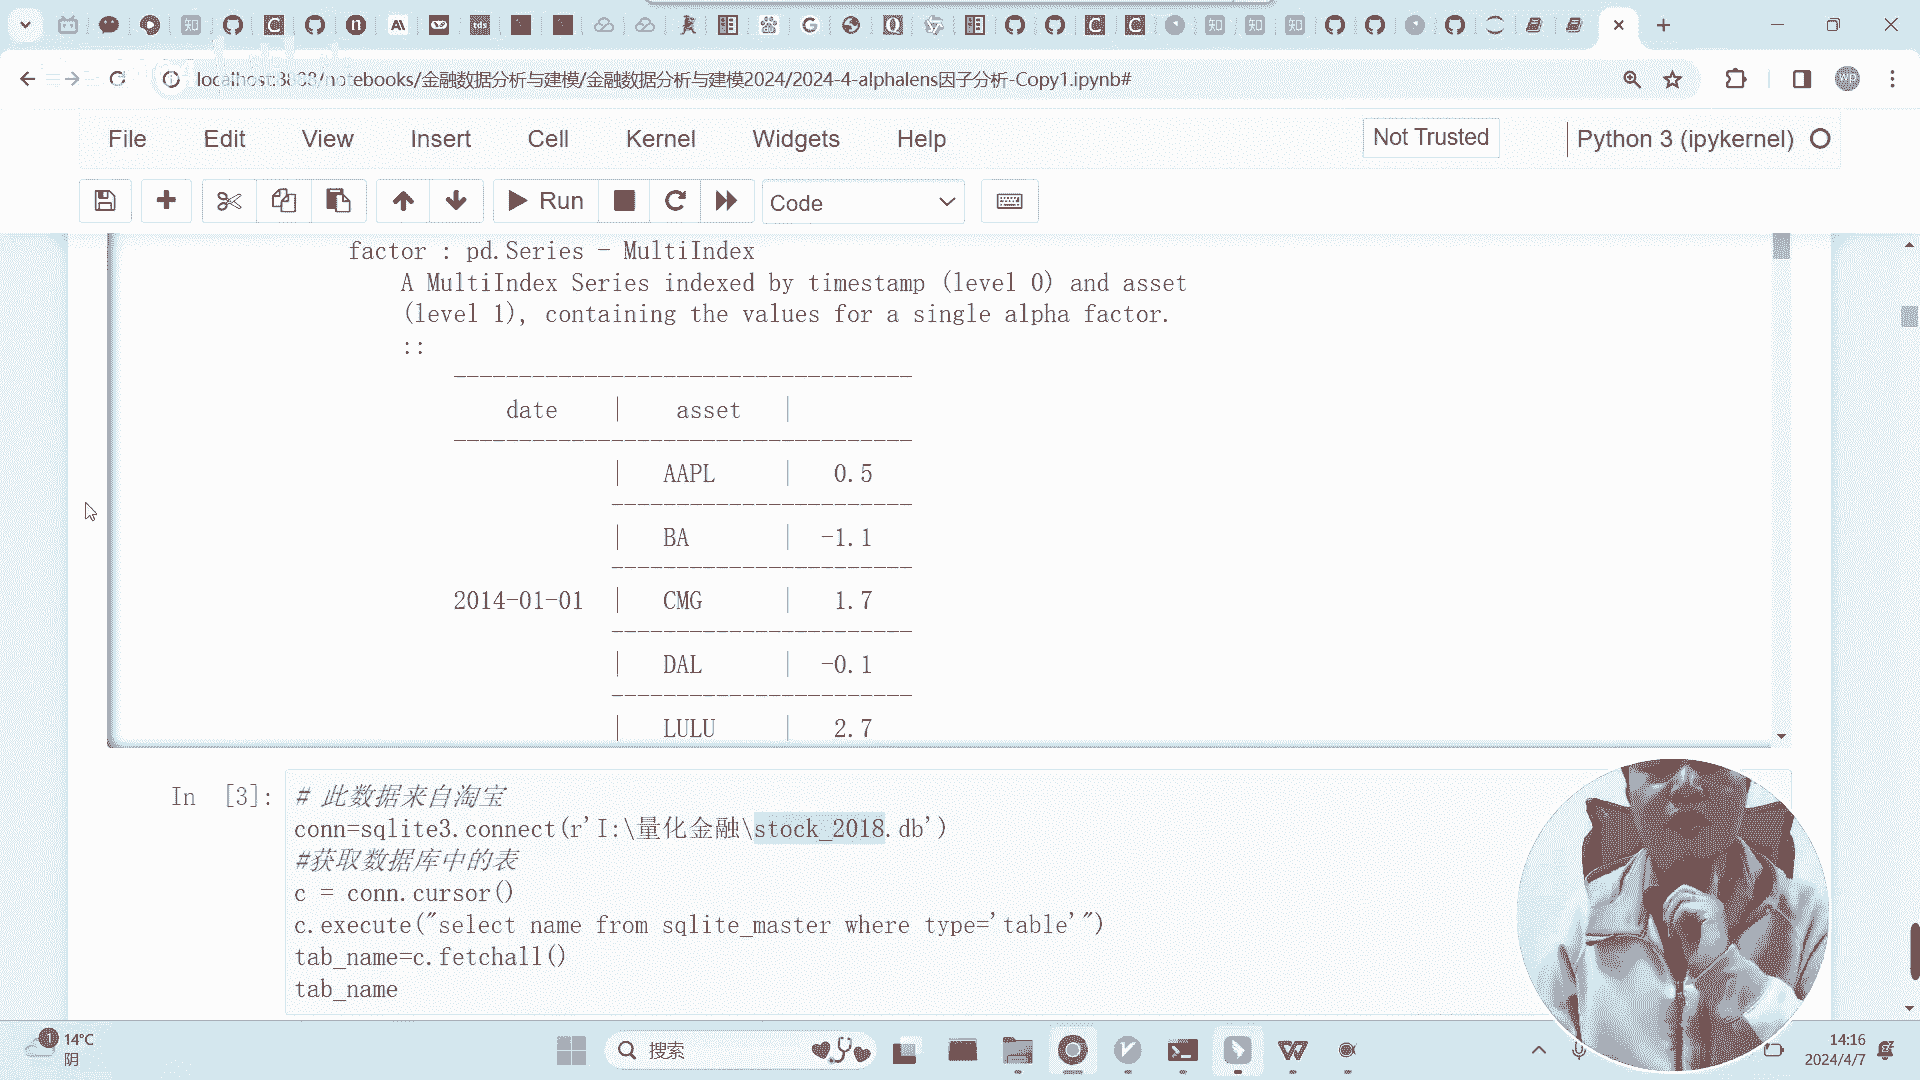 localhost:3888/notebooks/金融数据分析与建模/金融数据分析与建模2024/2024-4-alphalens因子分析-Copy1.ipynb#
wp
File Edit View Insert Cell Kernel Widgets Help Not Trusted Python 3 (ipykernel)
Run Code
factor : pd.Series - MultiIndex
A MultiIndex Series indexed by timestamp (level 0) and asset
(level 1), containing the values for a single alpha factor.
::
-----------------------------------
date | asset |
-----------------------------------
| AAPL | 0.5
-----------------------
| BA | -1.1
-----------------------
2014-01-01 | CMG | 1.7
-----------------------
| DAL | -0.1
-----------------------
| LULU | 2.7
In [3]: # 此数据来自淘宝
conn=sqlite3.connect(r'I:\量化金融\stock_2018.db')
#获取数据库中的表
c = conn.cursor()
c.execute("select name from sqlite_master where type='table'")
tab_name=c.fetchall()
tab_name
1 14°C
阴
搜索
14:16
2024/4/7